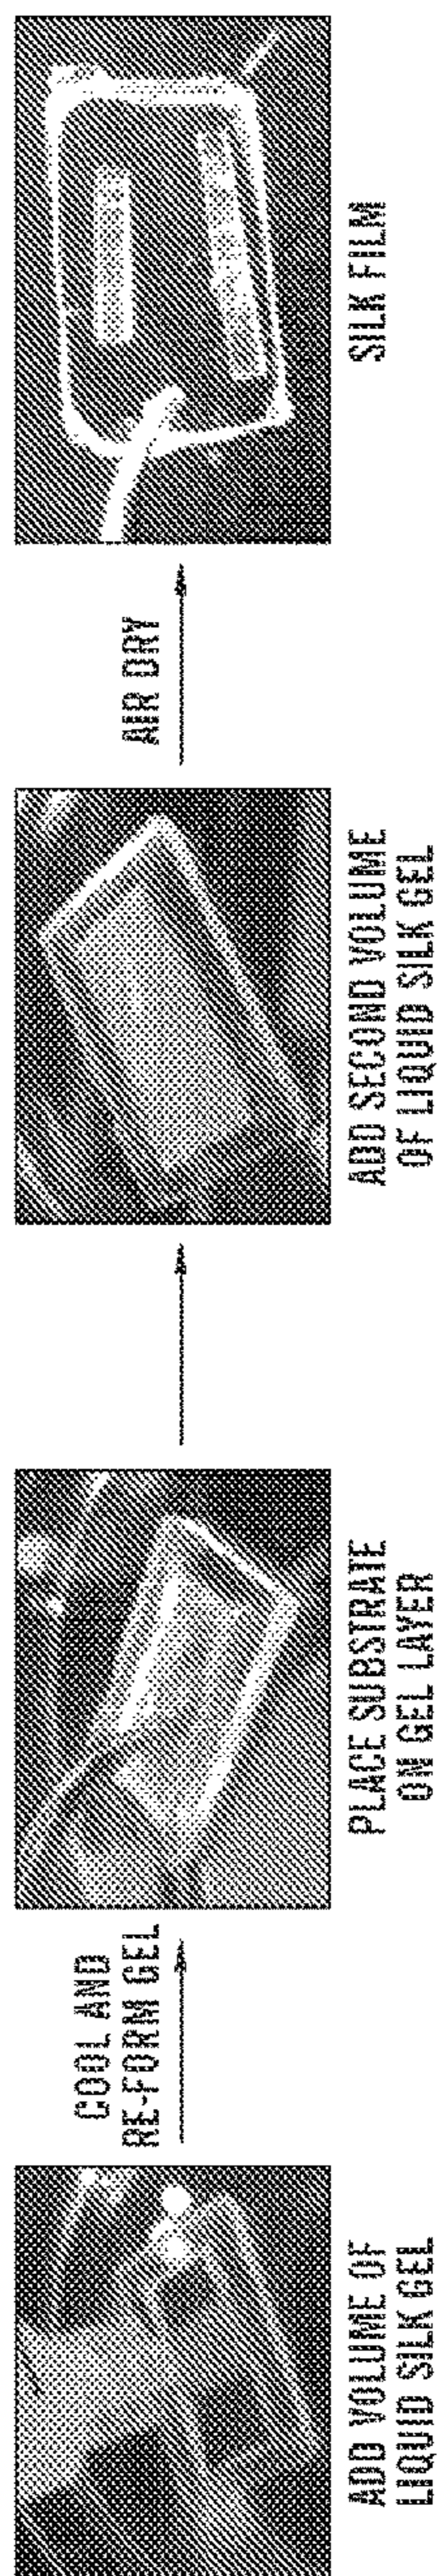 ADD VOLUME OF
LIQUID SILK GEL
COOL AND
RE-FORM GEL
PLACE SUBSTRATE
ON GEL LAYER
ADD SECOND VOLUME
OF LIQUID SILK GEL
AIR DRY
SILK FILM